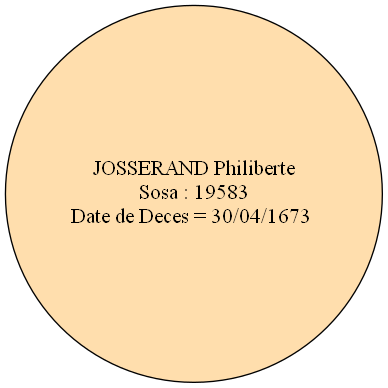 JOSSERAND Philiberte
Sosa : 19583
Date de Deces = 30/04/1673